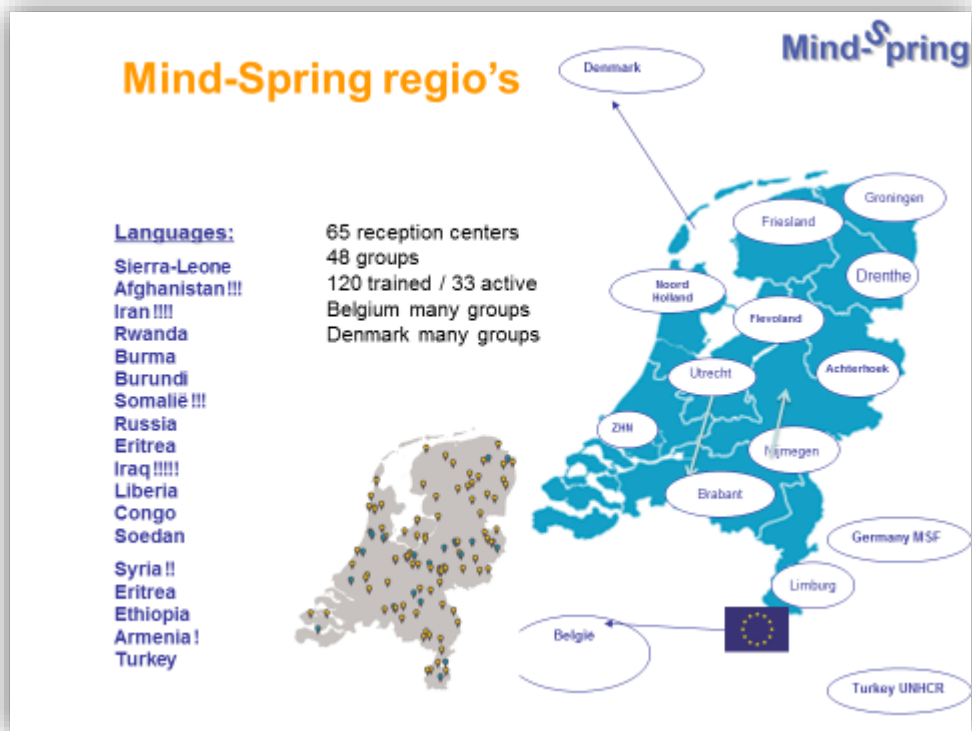 Mind-Spring
Mind-Spring regio's
Denmark
Languages:
Sierra-Leone
Afghanistan!!!
Iran!!!!
Rwanda
Burma
Burundi
Somalië!!!
Russia
Eritrea
Iraq!!!!!
Liberia
Congo
Soedan
Syria!!
Eritrea
Ethiopia
Armenia!
Turkey
65 reception centers
48 groups
120 trained / 33 active
Belgium many groups
Denmark many groups
Groningen
Friesland
Drenthe
Noord
Holland
Flevoland
Utrecht
Achterhoek
ZHN
Nijmegen
Brabant
Germany MSF
Limburg
België
Turkey UNHCR